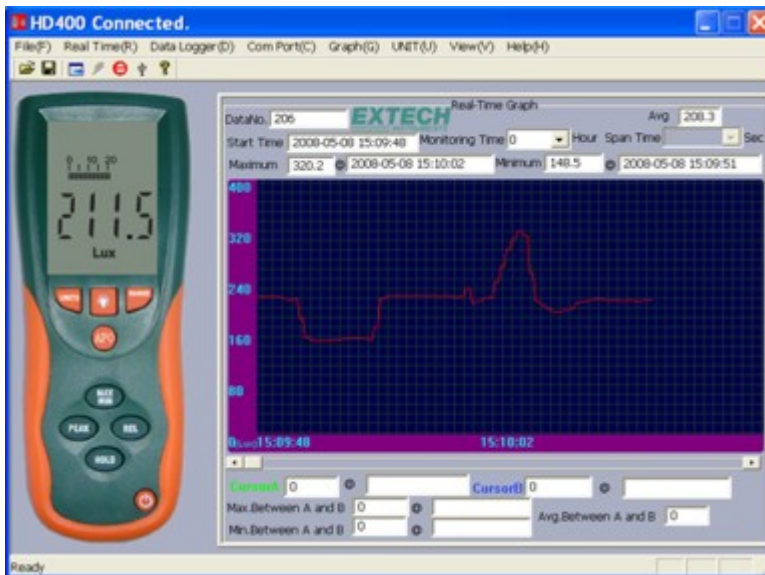 HD400 Connected.
File(F) Real Time(R) Data Logger(D) Com Port(C) Graph(G) UNIT(U) View(V) Help(H)
Real-Time Graph
DataNo. 206 EXTECH Avg 208.3
Start Time 2008-05-08 15:09:48 Monitoring Time 0 Hour Span Time Sec
Maximum 320.2 @ 2008-05-08 15:10:02 Minimum 148.5 @ 2008-05-08 15:09:51
0 10 20
211.5
Lux
UNITS RANGE
APO
MAX
MIN
PEAK REL
HOLD
400
320
240
160
80
0(Lux) 15:09:48 15:10:02
CursorA 0 @ CursorB 0 @
Max.Between A and B 0 @
Avg.Between A and B 0
Min.Between A and B 0 @
Ready